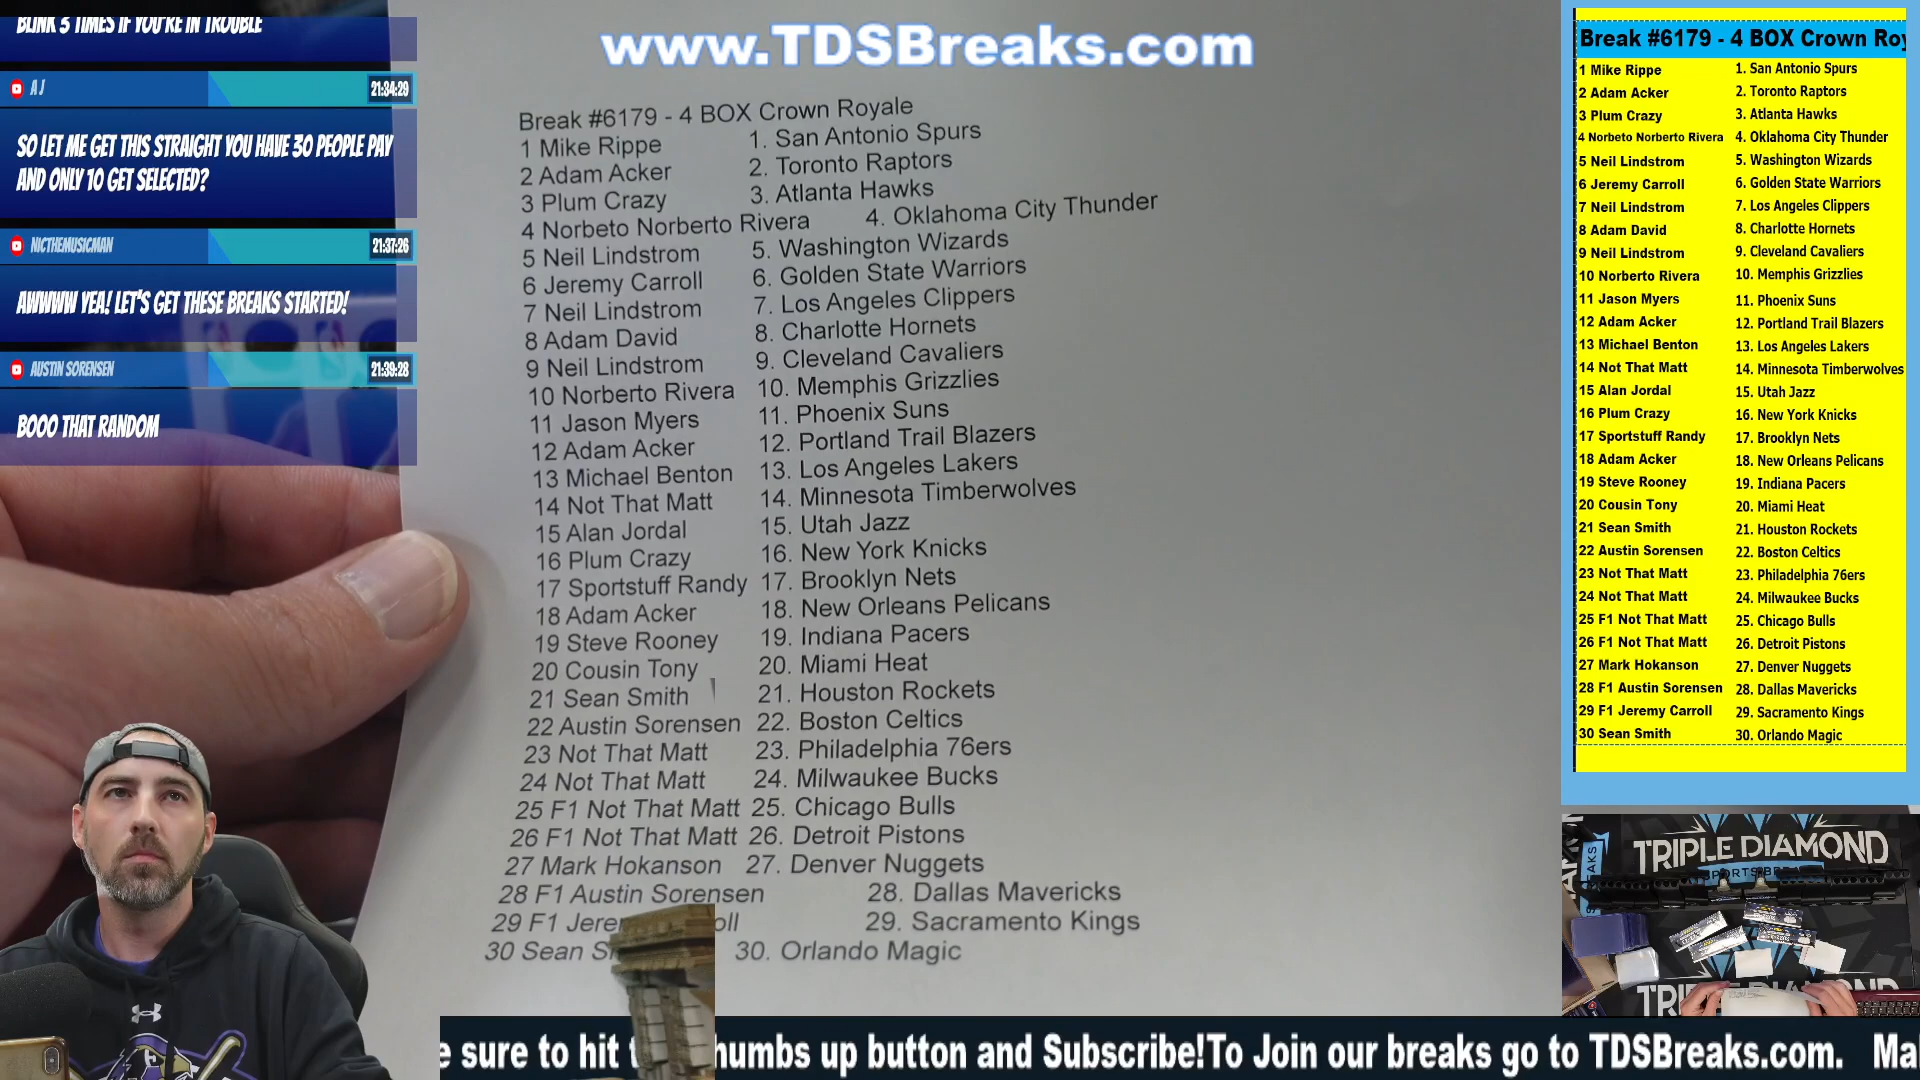 BLINK 3 TIMES IF YOU'RE IN TROUBLE
AJ 21:34:29
SO LET ME GET THIS STRAIGHT YOU HAVE 30 PEOPLE PAY
AND ONLY 10 GET SELECTED?
NICTHEMUSICMAN 21:37:26
AWWWW YEA! LET'S GET THESE BREAKS STARTED!
AUSTIN SORENSEN 21:39:28
BOOO THAT RANDOM
www.TDSBreaks.com
Break #6179 - 4 BOX Crown Royale
1 Mike Rippe 1. San Antonio Spurs
2 Adam Acker 2. Toronto Raptors
3 Plum Crazy 3. Atlanta Hawks
4 Norbeto Norberto Rivera 4. Oklahoma City Thunder
5 Neil Lindstrom 5. Washington Wizards
6 Jeremy Carroll 6. Golden State Warriors
7 Neil Lindstrom 7. Los Angeles Clippers
8 Adam David 8. Charlotte Hornets
9 Neil Lindstrom 9. Cleveland Cavaliers
10 Norberto Rivera 10. Memphis Grizzlies
11 Jason Myers 11. Phoenix Suns
12 Adam Acker 12. Portland Trail Blazers
13 Michael Benton 13. Los Angeles Lakers
14 Not That Matt 14. Minnesota Timberwolves
15 Alan Jordal 15. Utah Jazz
16 Plum Crazy 16. New York Knicks
17 Sportstuff Randy 17. Brooklyn Nets
18 Adam Acker 18. New Orleans Pelicans
19 Steve Rooney 19. Indiana Pacers
20 Cousin Tony 20. Miami Heat
21 Sean Smith 21. Houston Rockets
22 Austin Sorensen 22. Boston Celtics
23 Not That Matt 23. Philadelphia 76ers
24 Not That Matt 24. Milwaukee Bucks
25 F1 Not That Matt 25. Chicago Bulls
26 F1 Not That Matt 26. Detroit Pistons
27 Mark Hokanson 27. Denver Nuggets
28 F1 Austin Sorensen 28. Dallas Mavericks
29 F1 Jere oll 29. Sacramento Kings
30 Sean S 30. Orlando Magic
Break #6179 - 4 BOX Crown Roy
1 Mike Rippe 1. San Antonio Spurs
2 Adam Acker 2. Toronto Raptors
3 Plum Crazy 3. Atlanta Hawks
4 Norbeto Norberto Rivera 4. Oklahoma City Thunder
5 Neil Lindstrom 5. Washington Wizards
6 Jeremy Carroll 6. Golden State Warriors
7 Neil Lindstrom 7. Los Angeles Clippers
8 Adam David 8. Charlotte Hornets
9 Neil Lindstrom 9. Cleveland Cavaliers
10 Norberto Rivera 10. Memphis Grizzlies
11 Jason Myers 11. Phoenix Suns
12 Adam Acker 12. Portland Trail Blazers
13 Michael Benton 13. Los Angeles Lakers
14 Not That Matt 14. Minnesota Timberwolves
15 Alan Jordal 15. Utah Jazz
16 Plum Crazy 16. New York Knicks
17 Sportstuff Randy 17. Brooklyn Nets
18 Adam Acker 18. New Orleans Pelicans
19 Steve Rooney 19. Indiana Pacers
20 Cousin Tony 20. Miami Heat
21 Sean Smith 21. Houston Rockets
22 Austin Sorensen 22. Boston Celtics
23 Not That Matt 23. Philadelphia 76ers
24 Not That Matt 24. Milwaukee Bucks
25 F1 Not That Matt 25. Chicago Bulls
26 F1 Not That Matt 26. Detroit Pistons
27 Mark Hokanson 27. Denver Nuggets
28 F1 Austin Sorensen 28. Dallas Mavericks
29 F1 Jeremy Carroll 29. Sacramento Kings
30 Sean Smith 30. Orlando Magic
TRIPLE DIAMOND
SPORTS BREAKS
TRIPLE DIAMOND
e sure to hit t humbs up button and Subscribe!To Join our breaks go to TDSBreaks.com. Ma